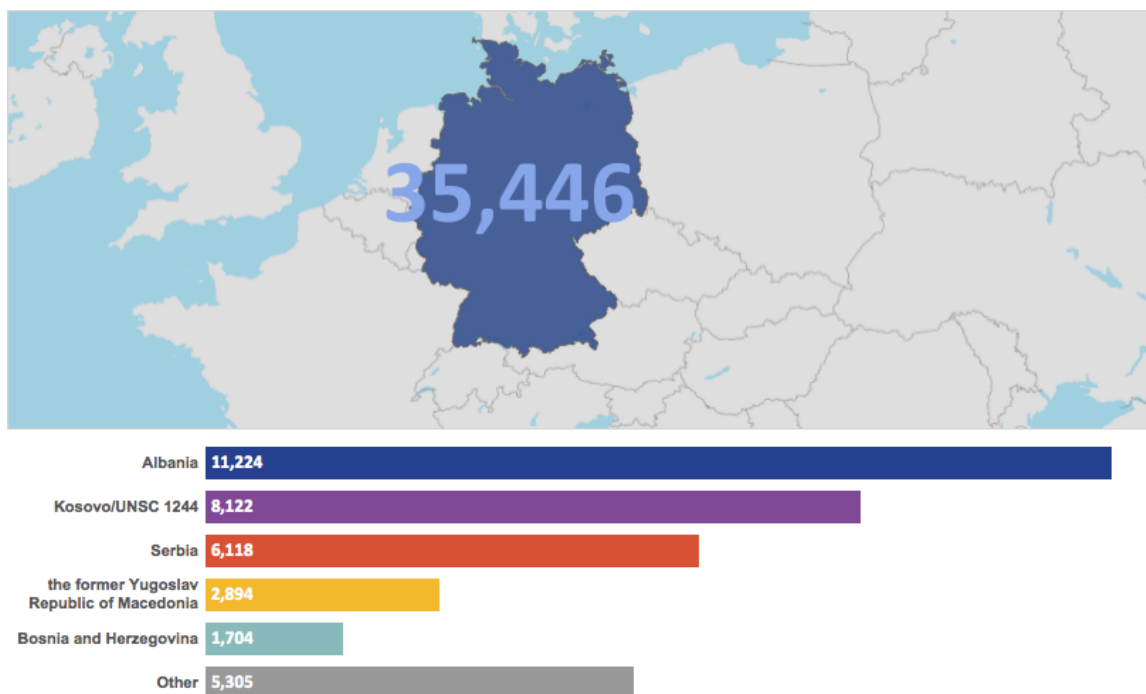 35,446
Albania 11,224
Kosovo/UNSC 1244 8,122
Serbia 6,118
the former Yugoslav
Republic of Macedonia 2,894
Bosnia and Herzegovina 1,704
Other 5,305